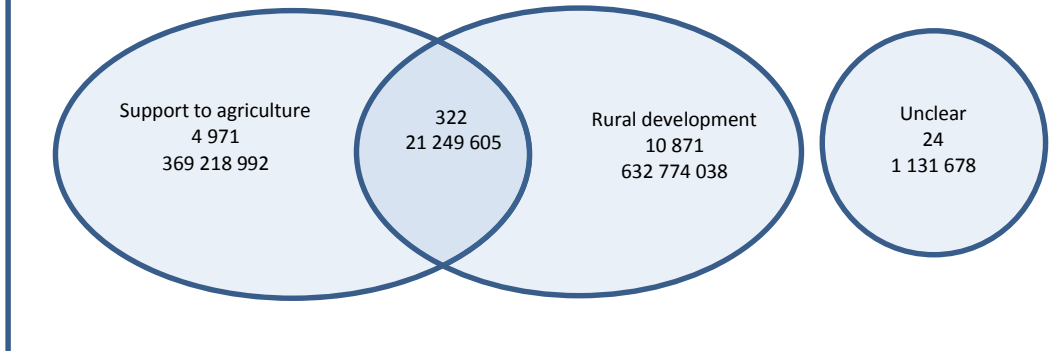 Support to agriculture
4 971
369 218 992
322
21 249 605
Rural development
10 871
632 774 038
Unclear
24
1 131 678